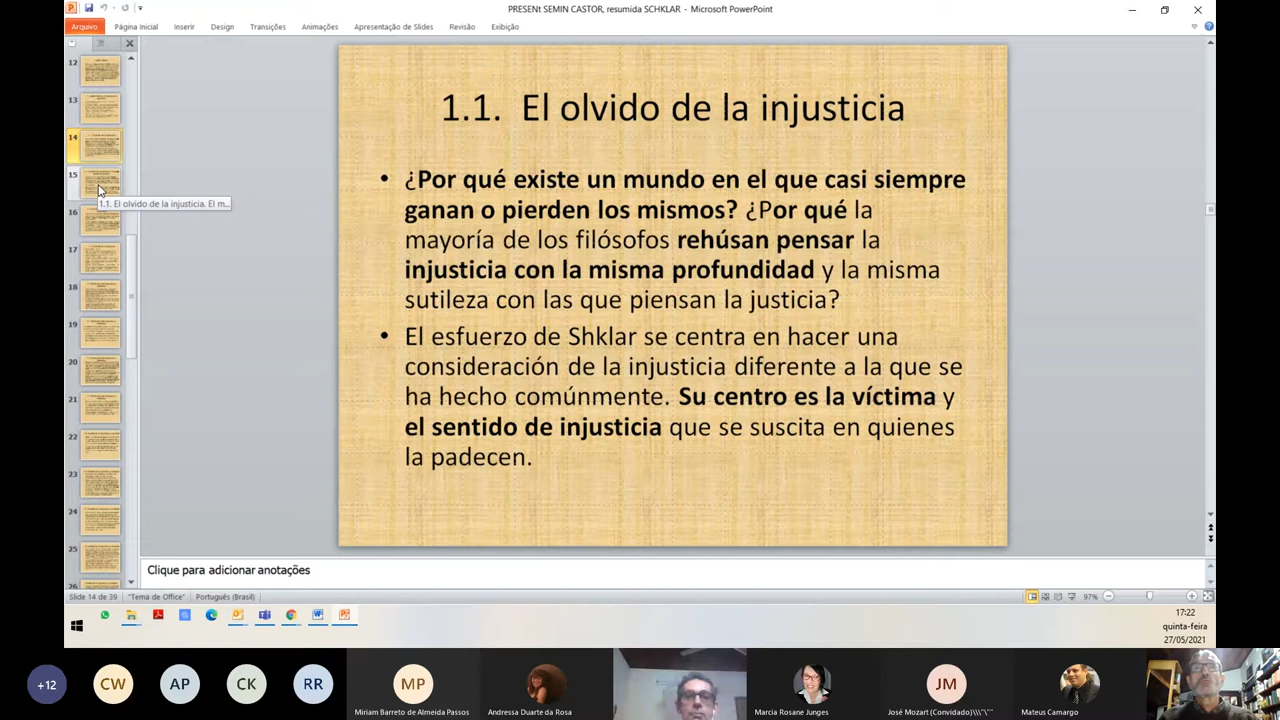 PRESENt SEMIN CASTOR, resumida SCHKLAR - Microsoft PowerPoint
Arquivo Página Inicial Inserir Design Transições Animações Apresentação de Slides Revisão Exibição
12
13
14
15
1.1. El olvido de la injusticia. El m...
16
17
18
19
20
21
22
23
24
25
26
1.1. El olvido de la injusticia
• ¿Por qué existe un mundo en el que casi siempre
ganan o pierden los mismos? ¿Por qué la
mayoría de los filósofos rehúsan pensar la
injusticia con la misma profundidad y la misma
sutileza con las que piensan la justicia?
• El esfuerzo de Shklar se centra en hacer una
consideración de la injusticia diferente a la que se
ha hecho comúnmente. Su centro es la víctima y
el sentido de injusticia que se suscita en quienes
la padecen.
Clique para adicionar anotações
Slide 14 de 39 "Tema de Office" Português (Brasil) 97%
17:22
quinta-feira
27/05/2021
+12 CW AP CK RR MP JM
Miriam Barreto de Almeida Passos Andressa Duarte da Rosa Marcia Rosane Junges José Mozart (Convidado)\\\"\"" Mateus Camargo